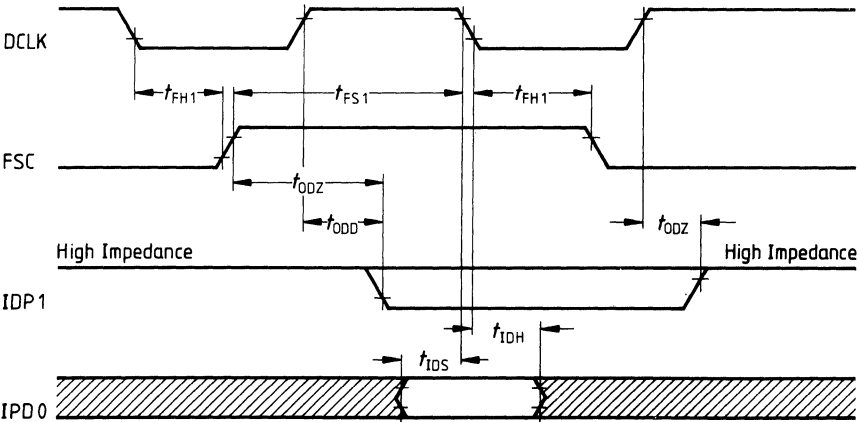 DCLK
tFH1
tFS1
tFH1
FSC
tODZ
tODD
tODZ
High Impedance
High Impedance
IDP1
tIDH
tIDS
IPD0